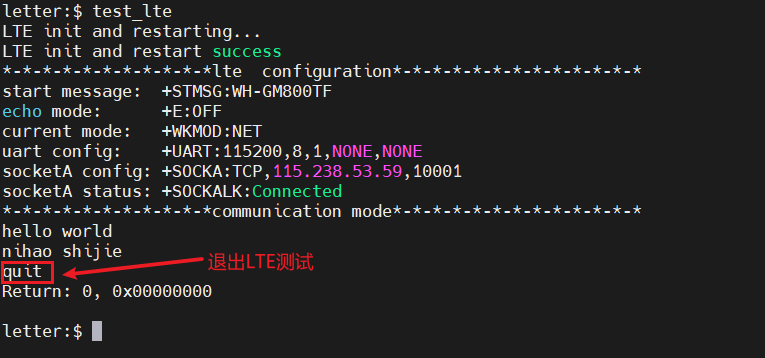 letter:$ test_lte
LTE init and restarting...
LTE init and restart success
*-*-*-*-*-*-*-*-*-*-*-*-*lte  configuration*-*-*-*-*-*-*-*-*-*-*-*-*-*-*
start message:  +STMSG:WH-GM800TF
echo mode:      +E:OFF
current mode:   +WKMOD:NET
uart config:    +UART:115200,8,1,NONE,NONE
socketA config: +SOCKA:TCP,115.238.53.59,10001
socketA status: +SOCKALK:Connected
*-*-*-*-*-*-*-*-*-*-*-*-*communication mode*-*-*-*-*-*-*-*-*-*-*-*-*-*-*
hello world
nihao shijie
quit
退出LTE测试
Return: 0, 0x00000000
letter:$